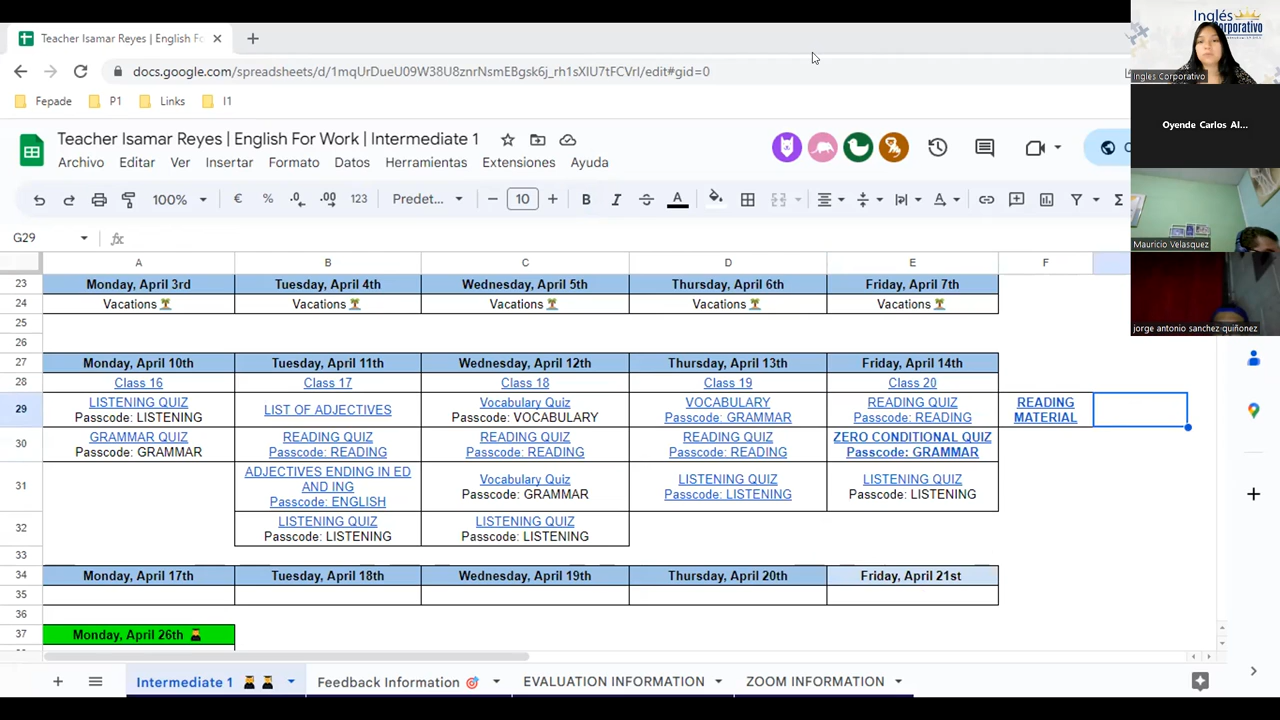 Teacher Isamar Reyes | English Fo
docs.google.com/spreadsheets/d/1mqUrDueU09W38U8znrNsmEBgsk6j_rh1sXIU7tFCVrI/edit#gid=0
Fepade P1 Links I1
Teacher Isamar Reyes | English For Work | Intermediate 1
Archivo Editar Ver Insertar Formato Datos Herramientas Extensiones Ayuda
100% € % .0 .00 123 Predet... 10 B I A Σ
G29 fx
A B C D E F
23 Monday, April 3rd Tuesday, April 4th Wednesday, April 5th Thursday, April 6th Friday, April 7th
24 Vacations Vacations Vacations Vacations Vacations
25
26
27 Monday, April 10th Tuesday, April 11th Wednesday, April 12th Thursday, April 13th Friday, April 14th
28 Class 16 Class 17 Class 18 Class 19 Class 20
29 LISTENING QUIZ LIST OF ADJECTIVES Vocabulary Quiz VOCABULARY READING QUIZ READING
Passcode: LISTENING Passcode: VOCABULARY Passcode: GRAMMAR Passcode: READING MATERIAL
30 GRAMMAR QUIZ READING QUIZ READING QUIZ READING QUIZ ZERO CONDITIONAL QUIZ
Passcode: GRAMMAR Passcode: READING Passcode: READING Passcode: READING Passcode: GRAMMAR
31 ADJECTIVES ENDING IN ED AND ING Vocabulary Quiz LISTENING QUIZ LISTENING QUIZ
Passcode: ENGLISH Passcode: GRAMMAR Passcode: LISTENING Passcode: LISTENING
32 LISTENING QUIZ LISTENING QUIZ
Passcode: LISTENING Passcode: LISTENING
33
34 Monday, April 17th Tuesday, April 18th Wednesday, April 19th Thursday, April 20th Friday, April 21st
35
36
37 Monday, April 26th
Intermediate 1 Feedback Information EVALUATION INFORMATION ZOOM INFORMATION
Inglés
Corporativo
Ingles Corporativo
Oyende Carlos Al...
Mauricio Velasquez
jorge antonio sanchez quiñonez